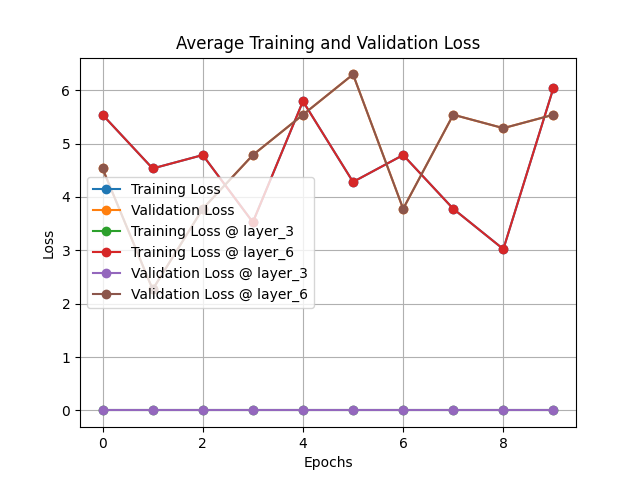 Average Training and Validation Loss
Loss
6
5
4
3
2
1
0
Training Loss
Validation Loss
Training Loss @ layer_3
Training Loss @ layer_6
Validation Loss @ layer_3
Validation Loss @ layer_6
0 2 4 6 8
Epochs